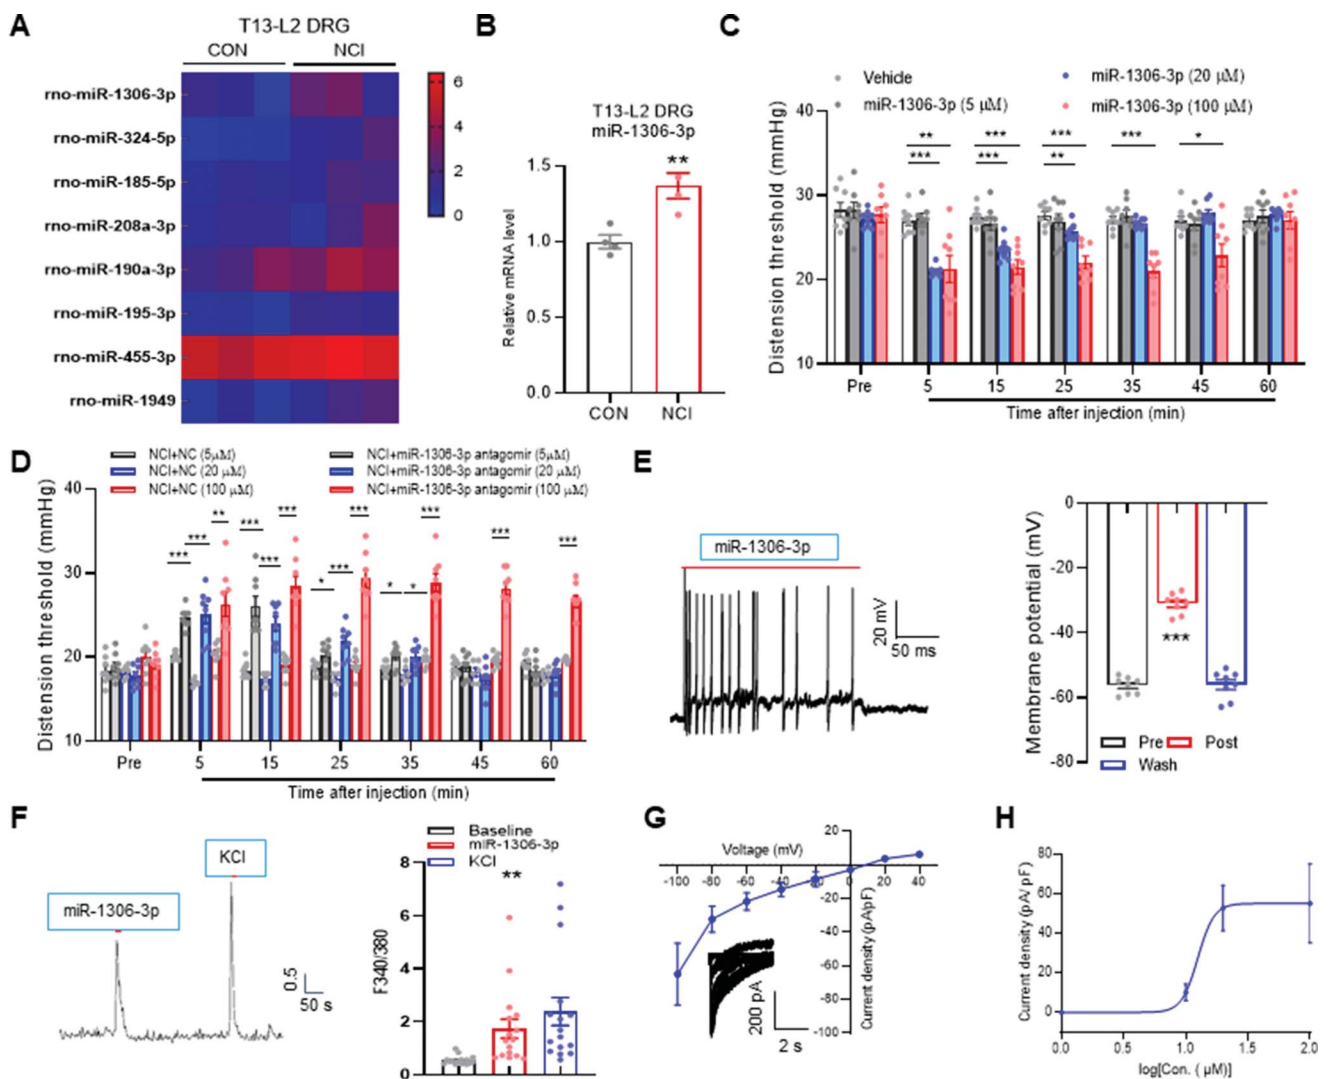 A
T13-L2 DRG
CON NCI
rno-miR-1306-3p
rno-miR-324-5p
rno-miR-185-5p
rno-miR-208a-3p
rno-miR-190a-3p
rno-miR-195-3p
rno-miR-455-3p
rno-miR-1949
6
4
2
0
B
T13-L2 DRG
miR-1306-3p
Relative mRNA level
1.5
1.0
0.5
0.0
**
CON NCI
C
Vehicle
miR-1306-3p (5 μM)
miR-1306-3p (20 μM)
miR-1306-3p (100 μM)
Distension threshold (mmHg)
40
30
20
10
** *** *** *** *
*** *** **
Pre 5 15 25 35 45 60
Time after injection (min)
D
NCI+NC (5μM)
NCI+NC (20 μM)
NCI+NC (100 μM)
NCI+miR-1306-3p antagomir (5μM)
NCI+miR-1306-3p antagomir (20 μM)
NCI+miR-1306-3p antagomir (100 μM)
Distension threshold (mmHg)
40
30
20
10
*** *** ** *** *** *** * *** *** * * *** *** ***
Pre 5 15 25 35 45 60
Time after injection (min)
E
miR-1306-3p
20 mV
50 ms
Membrane potential (mV)
0
-20
-40
-60
-80
***
Pre Post
Wash
F
miR-1306-3p
KCl
0.5
50 s
Baseline
miR-1306-3p
KCl
F340/380
8
6
4
2
0
**
G
Voltage (mV)
-100 -80 -60 -40 -20 0 20 40
20
-20
-40
-60
-80
-100
Current density (pA/pF)
200 pA
2 s
H
Current density (pA/ pF)
80
60
40
20
0
0.0 0.5 1.0 1.5 2.0
log[Con. ( μM)]